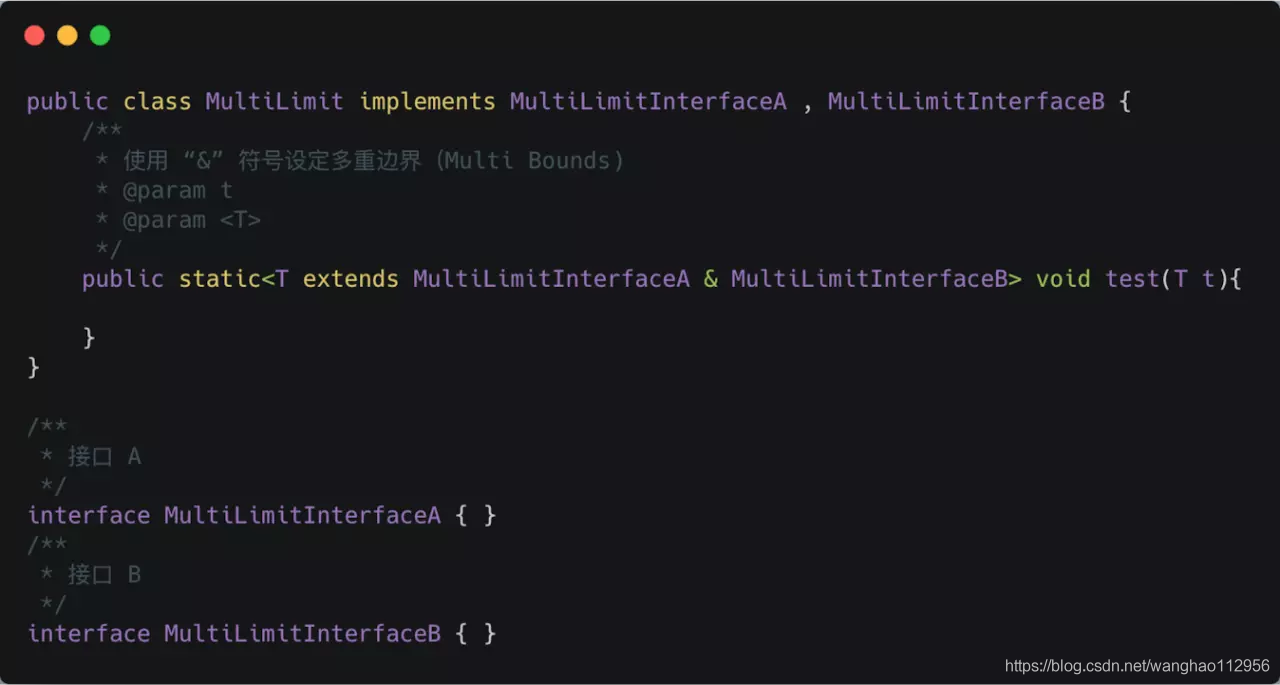 public class MultiLimit implements MultiLimitInterfaceA , MultiLimitInterfaceB {
    /**
     * 使用 “&” 符号设定多重边界（Multi Bounds)
     * @param t
     * @param <T>
     */
    public static<T extends MultiLimitInterfaceA & MultiLimitInterfaceB> void test(T t){
    }
}
/**
 * 接口 A
 */
interface MultiLimitInterfaceA { }
/**
 * 接口 B
 */
interface MultiLimitInterfaceB { }
https://blog.csdn.net/wanghao112956